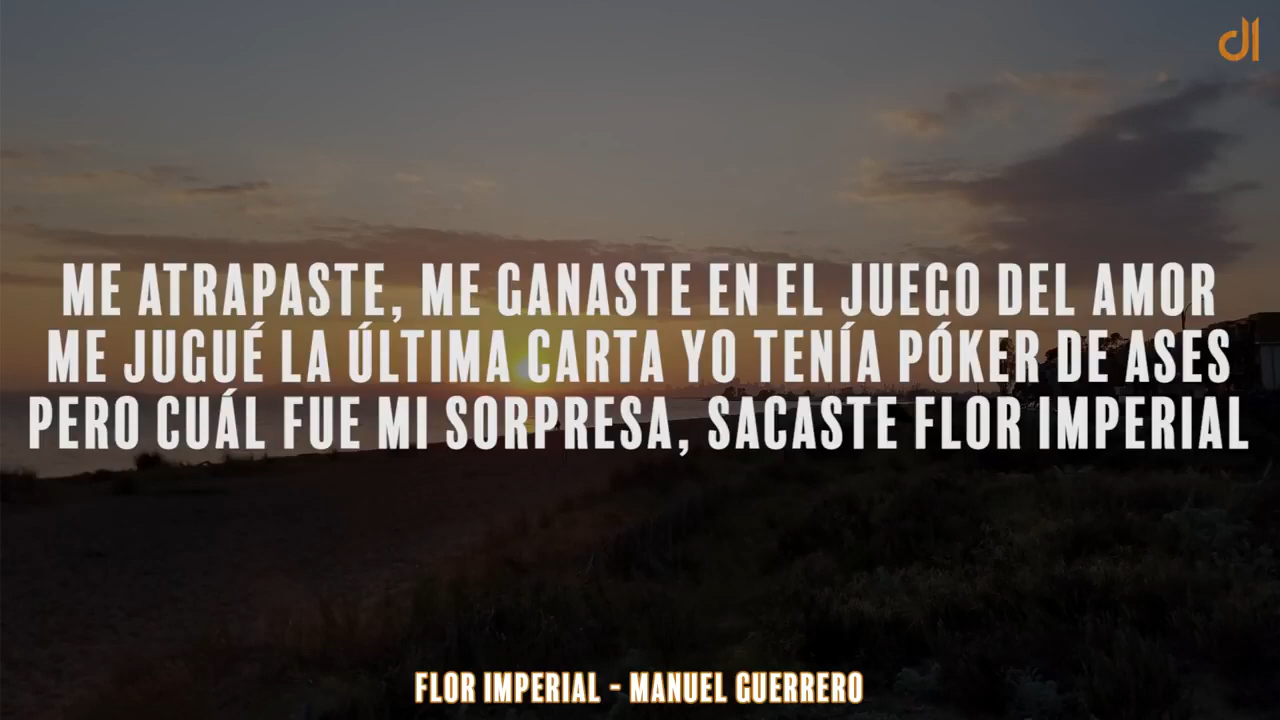 ME ATRAPASTE, ME GANASTE EN EL JUEGO DEL AMOR
ME JUGUÉ LA ÚLTIMA CARTA YO TENÍA PÓKER DE ASES
PERO CUÁL FUE MI SORPRESA, SACASTE FLOR IMPERIAL
FLOR IMPERIAL - MANUEL GUERRERO